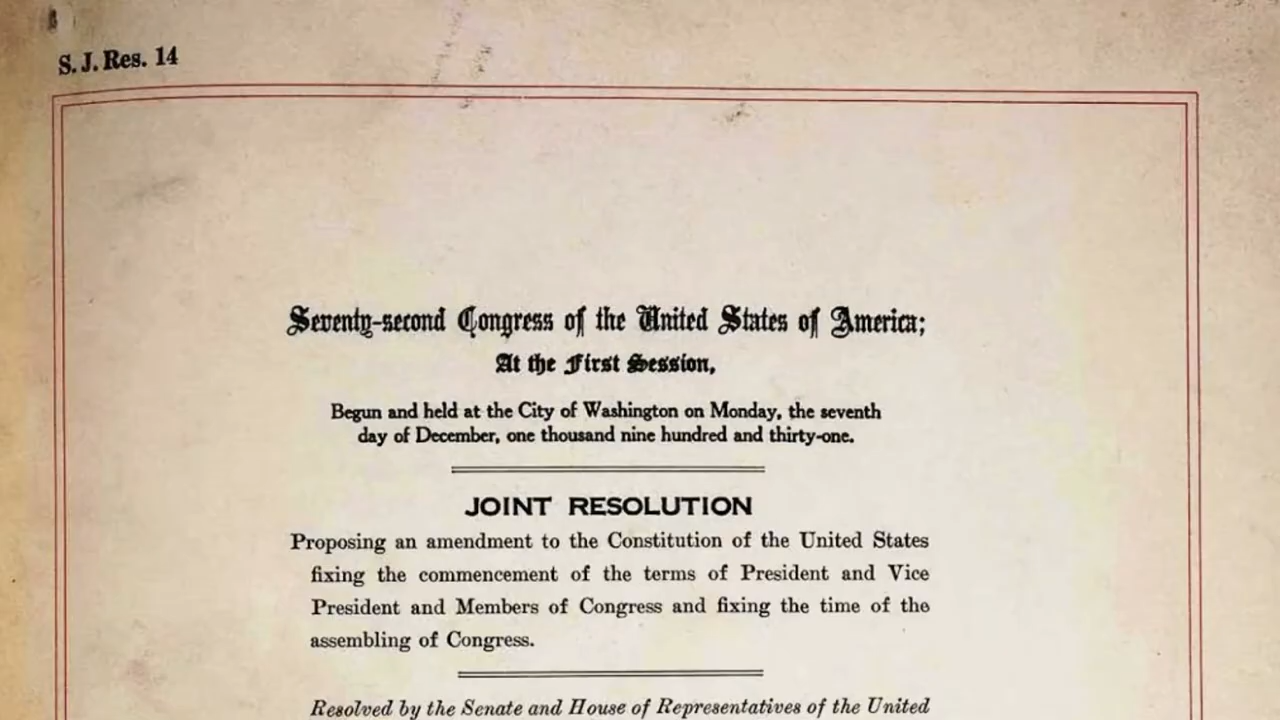 S. J. Res. 14
Seventy-second Congress of the United States of America;
At the First Session,
Begun and held at the City of Washington on Monday, the seventh
day of December, one thousand nine hundred and thirty-one.
JOINT RESOLUTION
Proposing an amendment to the Constitution of the United States
fixing the commencement of the terms of President and Vice
President and Members of Congress and fixing the time of the
assembling of Congress.
Resolved by the Senate and House of Representatives of the United